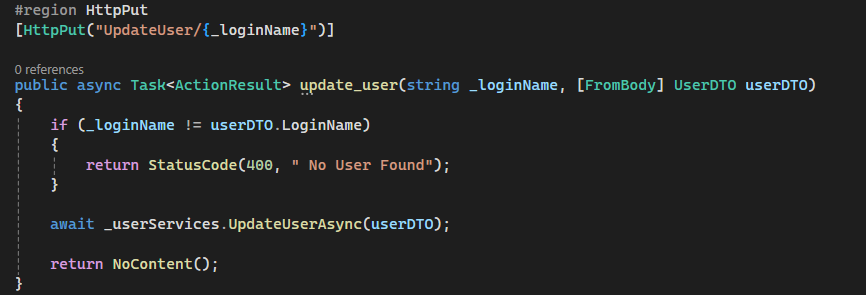 #region HttpPut
[HttpPut("UpdateUser/{_loginName}")]
0 references
public async Task<ActionResult> update_user(string _loginName, [FromBody] UserDTO userDTO)
{
if (_loginName != userDTO.LoginName)
{
return StatusCode(400, " No User Found");
}
await _userServices.UpdateUserAsync(userDTO);
return NoContent();
}